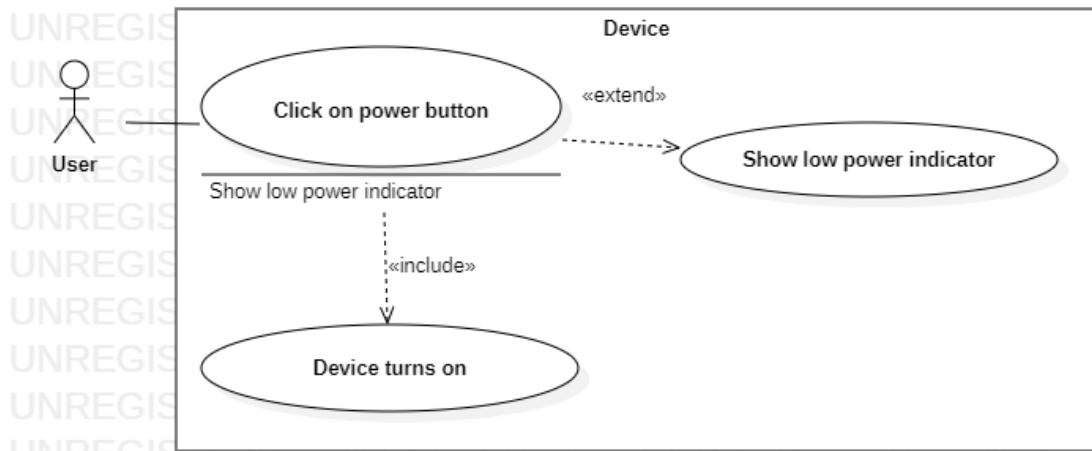 Device
Click on power button
«extend»
User
Show low power indicator
Show low power indicator
«include»
Device turns on
UNREGIS
UNREGIS
UNREGIS
UNREGIS
UNREGIS
UNREGIS
UNREGIS
UNREGIS
UNREGIS
UNREGIS